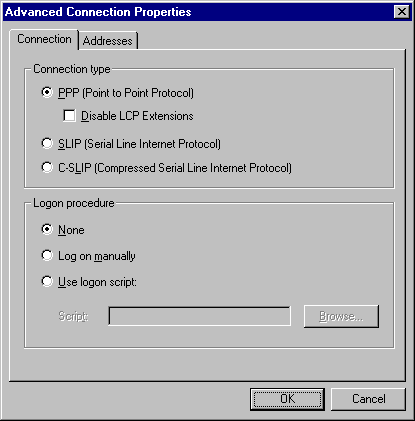 Advanced Connection Properties
Connection Addresses
Connection type
PPP (Point to Point Protocol)
Disable LCP Extensions
SLIP (Serial Line Internet Protocol)
C-SLIP (Compressed Serial Line Internet Protocol)
Logon procedure
None
Log on manually
Use logon script:
Script: Browse...
OK Cancel